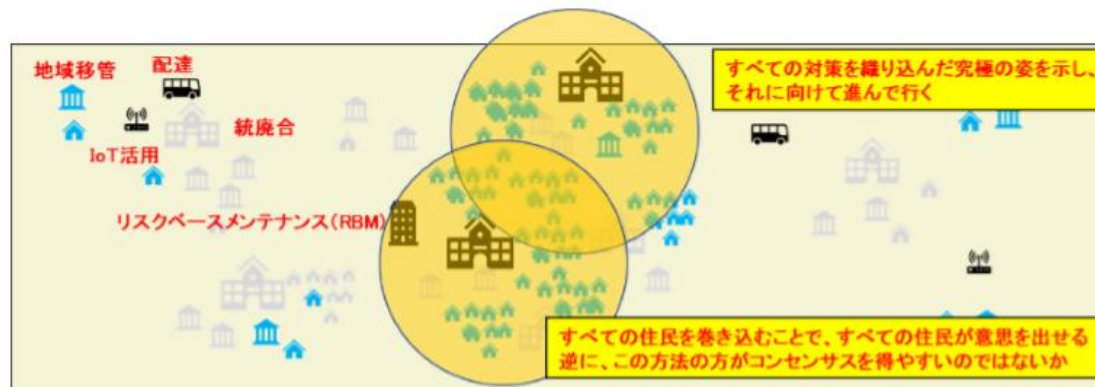 地域移管
配達
すべての対策を織り込んだ究極の姿を示し、
それに向けて進んで行く
統廃合
IoT活用
リスクベースメンテナンス(RBM)
すべての住民を巻き込むことで、すべての住民が意思を出せる
逆に、この方法の方がコンセンサスを得やすいのではないか